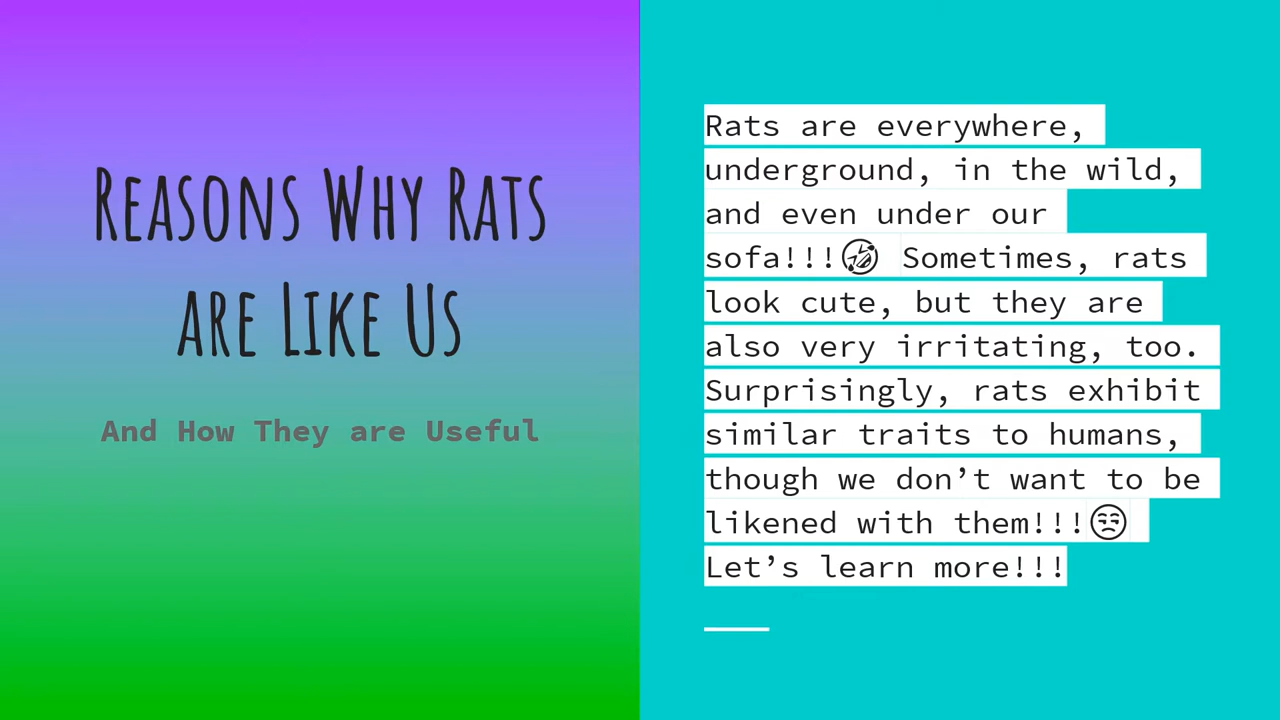 Reasons Why Rats
are Like Us
And How They are Useful
Rats are everywhere,
underground, in the wild,
and even under our
sofa!!!🤣 Sometimes, rats
look cute, but they are
also very irritating, too.
Surprisingly, rats exhibit
similar traits to humans,
though we don’t want to be
likened with them!!!😒
Let’s learn more!!!